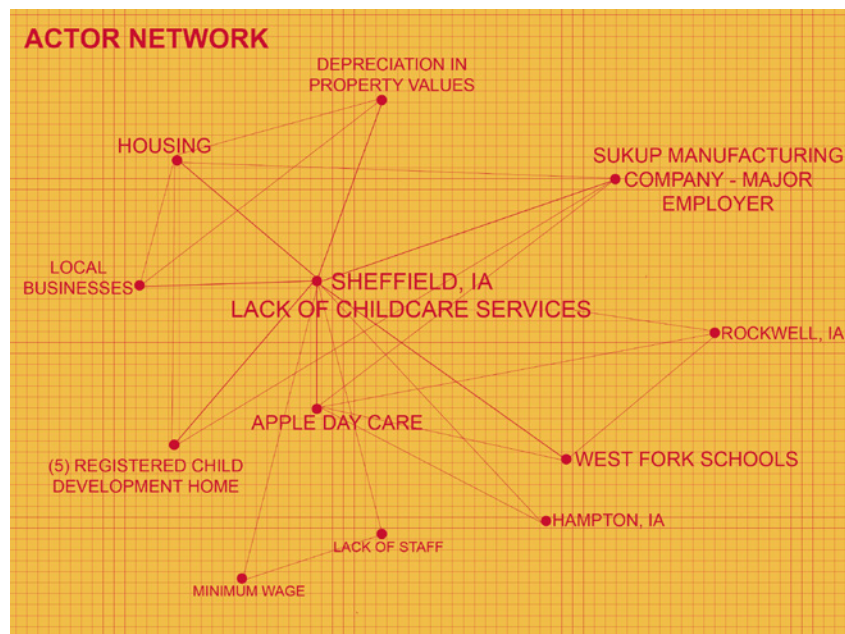 ACTOR NETWORK
DEPRECIATION IN
PROPERTY VALUES
HOUSING
SUKUP MANUFACTURING
COMPANY - MAJOR
EMPLOYER
LOCAL
BUSINESSES
SHEFFIELD, IA
LACK OF CHILDCARE SERVICES
ROCKWELL, IA
APPLE DAY CARE
(5) REGISTERED CHILD
DEVELOPMENT HOME
WEST FORK SCHOOLS
HAMPTON, IA
LACK OF STAFF
MINIMUM WAGE